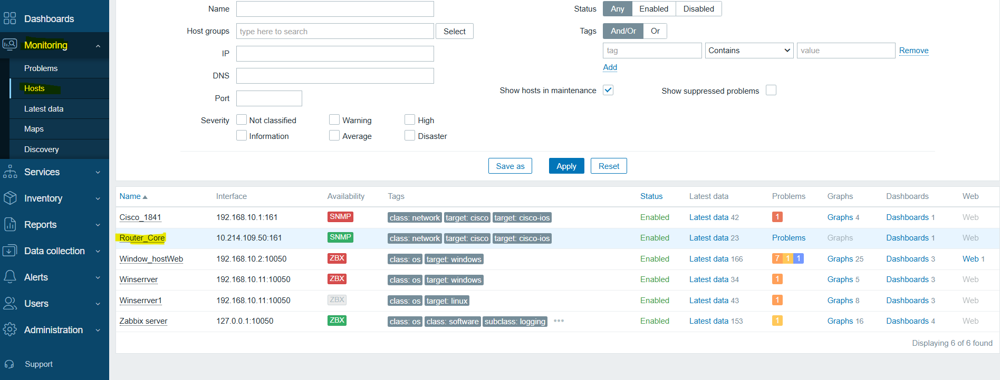 Dashboards
Monitoring
Problems
Hosts
Latest data
Maps
Discovery
Services
Inventory
Reports
Data collection
Alerts
Users
Administration
Support
Name
Host groups type here to search Select
IP
DNS
Port
Severity Not classified Warning High
Information Average Disaster
Status Any Enabled Disabled
Tags And/Or Or
tag Contains value Remove
Add
Show hosts in maintenance Show suppressed problems
Save as Apply Reset
Name Interface Availability Tags Status Latest data Problems Graphs Dashboards Web
Cisco_1841 192.168.10.1:161 SNMP class: network target: cisco target: cisco-ios Enabled Latest data 42 1 Graphs 4 Dashboards 1 Web
Router_Core 10.214.109.50:161 SNMP class: network target: cisco target: cisco-ios Enabled Latest data 23 Problems Graphs Dashboards 1 Web
Window_hostWeb 192.168.10.2:10050 ZBX class: os target: windows Enabled Latest data 166 7 1 1 Graphs 25 Dashboards 3 Web 1
Winserrver 192.168.10.11:10050 ZBX class: os target: windows Enabled Latest data 34 1 Graphs 5 Dashboards 3 Web
Winserrver1 192.168.10.11:10050 ZBX class: os target: linux Enabled Latest data 43 1 Graphs 8 Dashboards 3 Web
Zabbix server 127.0.0.1:10050 ZBX class: os class: software subclass: logging ••• Enabled Latest data 153 1 Graphs 16 Dashboards 4 Web
Displaying 6 of 6 found